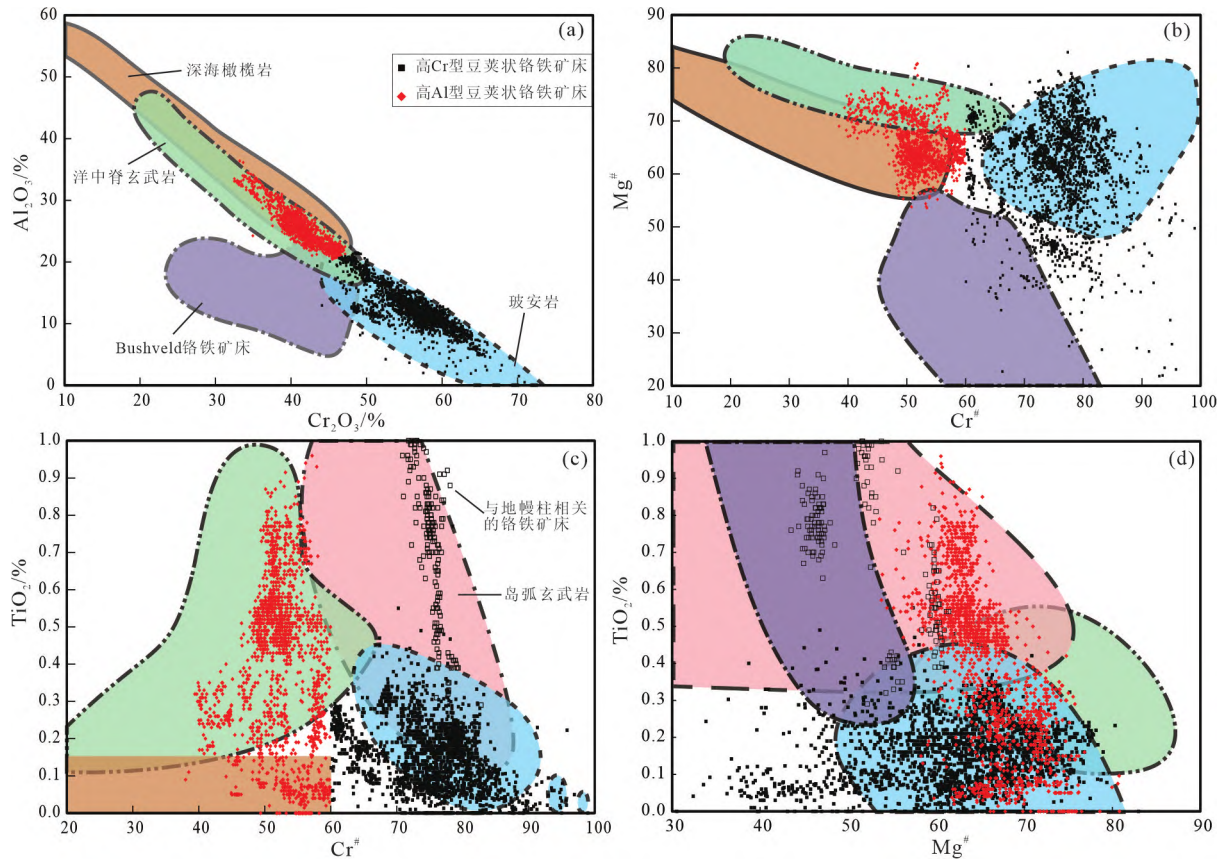 (a)
Al₂O₃/%
60
50
40
30
20
10
0
深海橄榄岩
洋中脊玄武岩
Bushveld铬铁矿床
玻安岩
■ 高Cr型豆荚状铬铁矿床
◆ 高Al型豆荚状铬铁矿床
10 20 30 40 50 60 70 80
Cr₂O₃/%
(b)
Mg#
90
80
70
60
50
40
30
20
10 20 30 40 50 60 70 80 90 100
Cr#
(c)
TiO₂/%
1.0
0.9
0.8
0.7
0.6
0.5
0.4
0.3
0.2
0.1
0.0
与地幔柱相关
的铬铁矿床
岛弧玄武岩
20 30 40 50 60 70 80 90 100
Cr#
(d)
TiO₂/%
1.0
0.9
0.8
0.7
0.6
0.5
0.4
0.3
0.2
0.1
0.0
30 40 50 60 70 80 90
Mg#